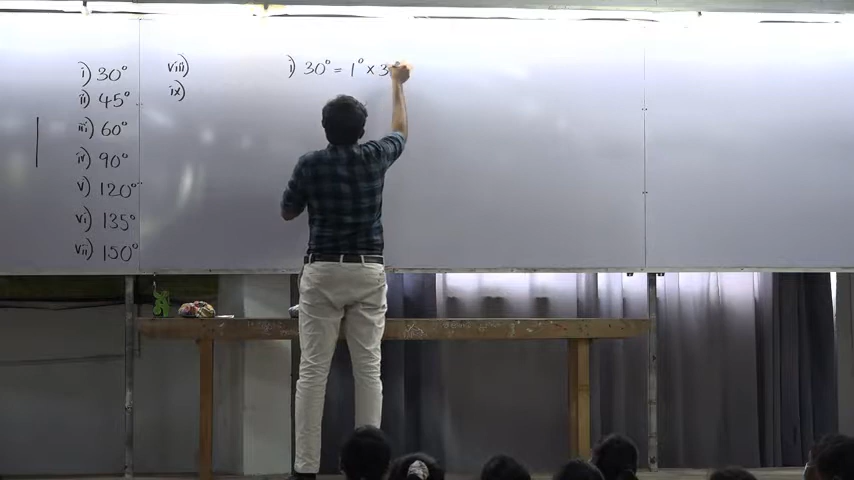 i) 30°
ii) 45°
iii) 60°
iv) 90°
v) 120°
vi) 135°
vii) 150°
viii)
ix)
i) 30° = 1° × 3